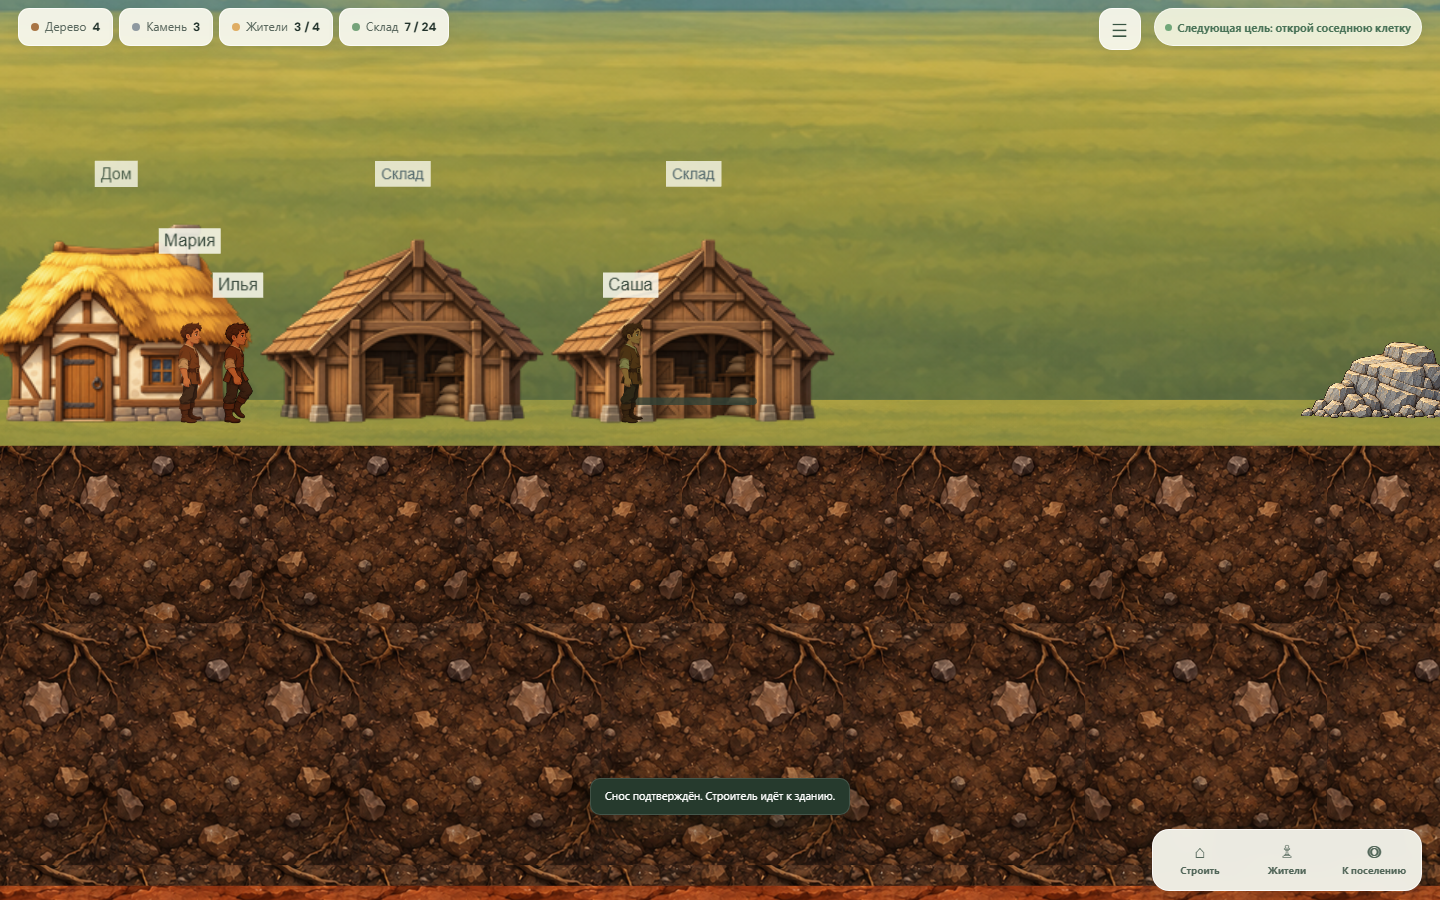 Дерево 4
Камень 3
Жители 3 / 4
Склад 7 / 24
Следующая цель: открой соседнюю клетку
Дом
Склад
Склад
Мария
Илья
Саша
Снос подтверждён. Строитель идёт к зданию.
Строить
Жители
К поселению